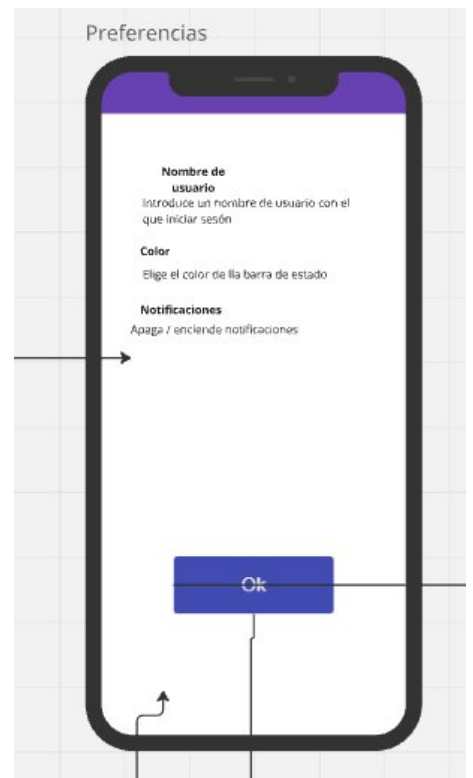 Preferencias
Nombre de
usuario
Introduce un nombre de usuario con el
que iniciar sesón
Color
Elige el color de lla barra de estado
Notificaciones
Apaga / enciende notificaciones
Ok